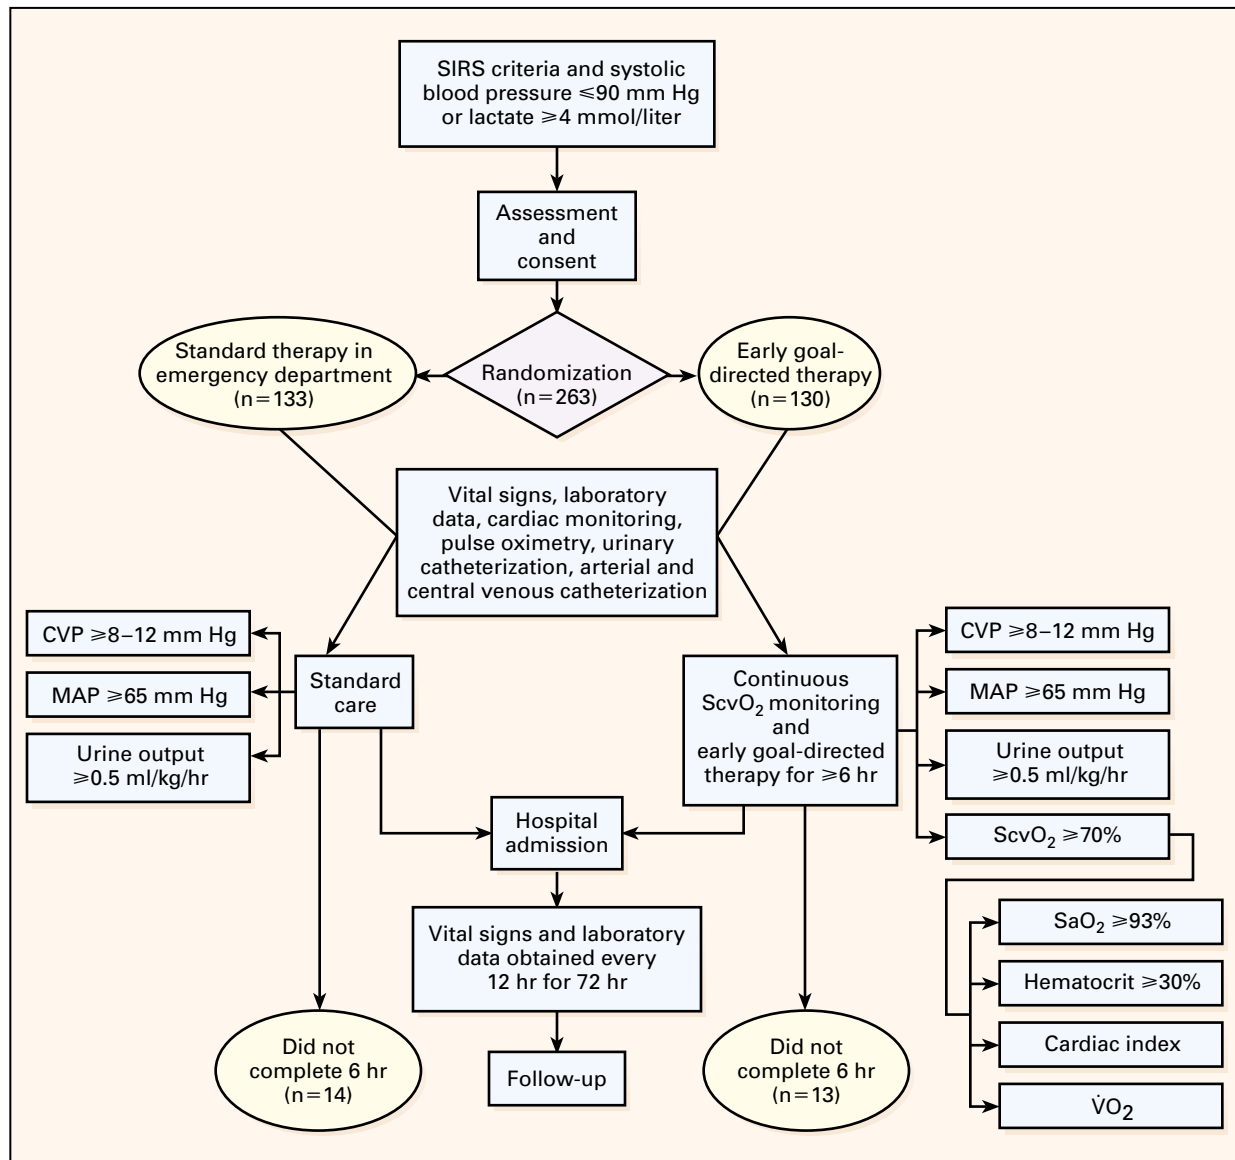 SIRS criteria and systolic
blood pressure ≤90 mm Hg
or lactate ≥4 mmol/liter
Assessment
and
consent
Standard therapy in
emergency department
(n=133)
Randomization
(n=263)
Early goal-
directed therapy
(n=130)
Vital signs, laboratory
data, cardiac monitoring,
pulse oximetry, urinary
catheterization, arterial and
central venous catheterization
CVP ≥8–12 mm Hg
MAP ≥65 mm Hg
Urine output
≥0.5 ml/kg/hr
Standard
care
Continuous
ScvO₂ monitoring
and
early goal-directed
therapy for ≥6 hr
CVP ≥8–12 mm Hg
MAP ≥65 mm Hg
Urine output
≥0.5 ml/kg/hr
ScvO₂ ≥70%
Hospital
admission
Vital signs and laboratory
data obtained every
12 hr for 72 hr
SaO₂ ≥93%
Hematocrit ≥30%
Cardiac index
V̇O₂
Did not
complete 6 hr
(n=14)
Follow-up
Did not
complete 6 hr
(n=13)